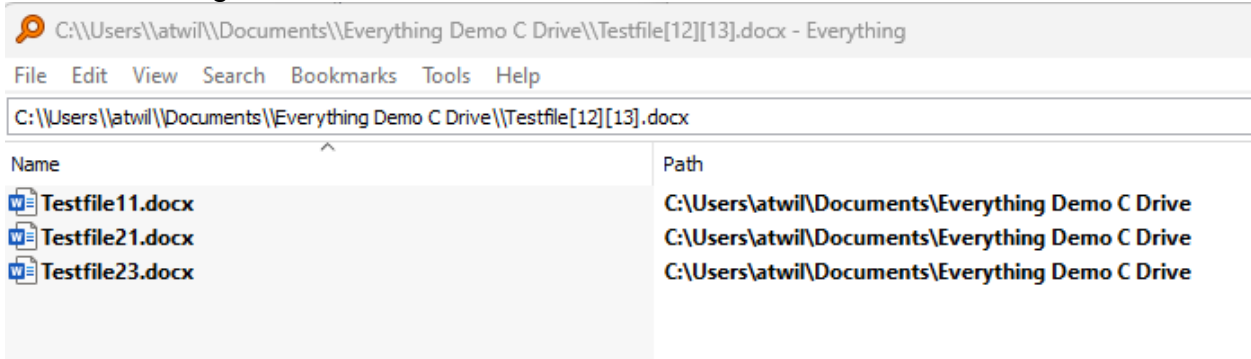 C:\\Users\\atwil\\Documents\\Everything Demo C Drive\\Testfile[12][13].docx - Everything
File Edit View Search Bookmarks Tools Help
C:\\Users\\atwil\\Documents\\Everything Demo C Drive\\Testfile[12][13].docx
Name Path
Testfile11.docx C:\Users\atwil\Documents\Everything Demo C Drive
Testfile21.docx C:\Users\atwil\Documents\Everything Demo C Drive
Testfile23.docx C:\Users\atwil\Documents\Everything Demo C Drive